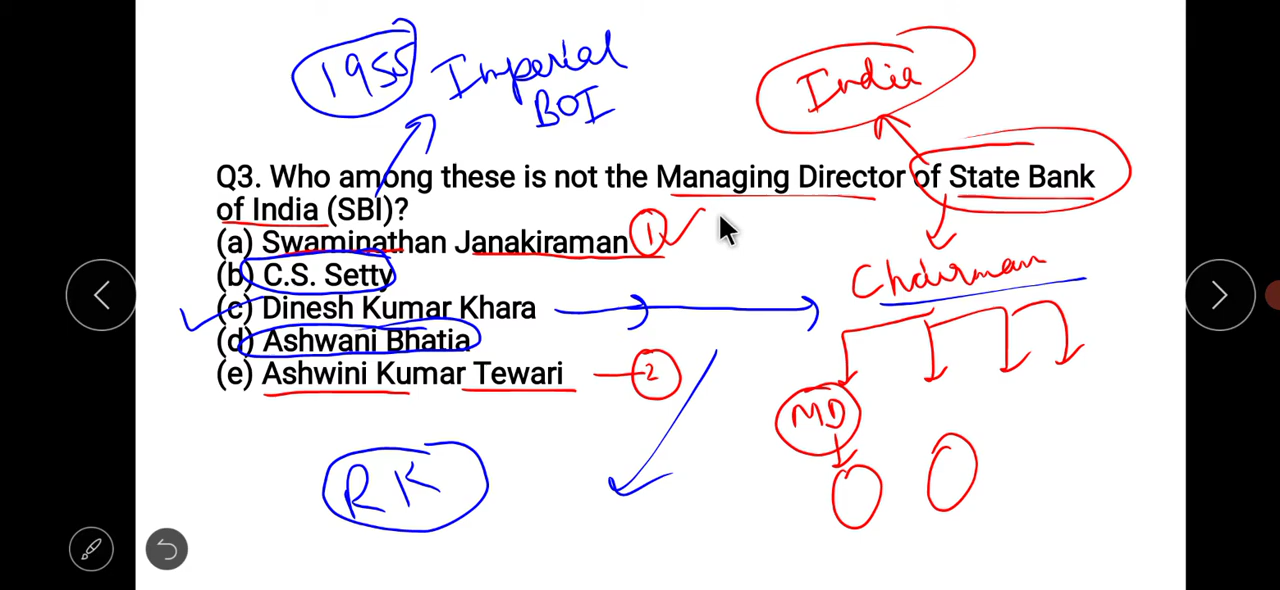 1955 Imperial
BOI
India
Q3. Who among these is not the Managing Director of State Bank
of India (SBI)?
(a) Swaminathan Janakiraman 1
(b) C.S. Setty
(c) Dinesh Kumar Khara
(d) Ashwani Bhatia
(e) Ashwini Kumar Tewari 2
Chairman
MD
RK